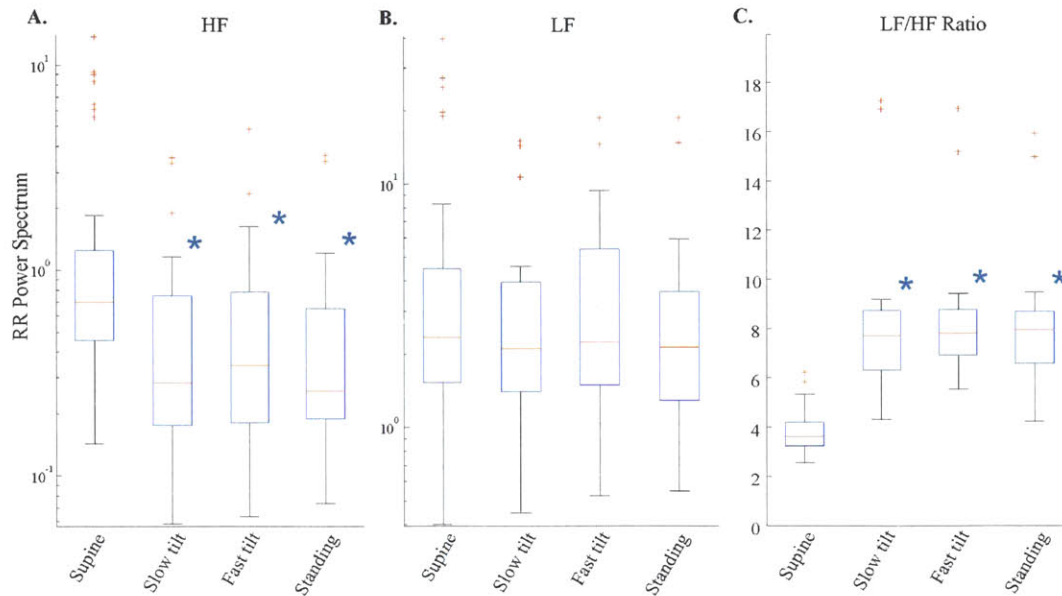 A.
HF
RR Power Spectrum
10¹
10⁰
10⁻¹
*
*
*
Supine
Slow tilt
Fast tilt
Standing
B.
LF
10¹
10⁰
Supine
Slow tilt
Fast tilt
Standing
C.
LF/HF Ratio
18
16
14
12
10
8
6
4
2
0
*
*
*
Supine
Slow tilt
Fast tilt
Standing